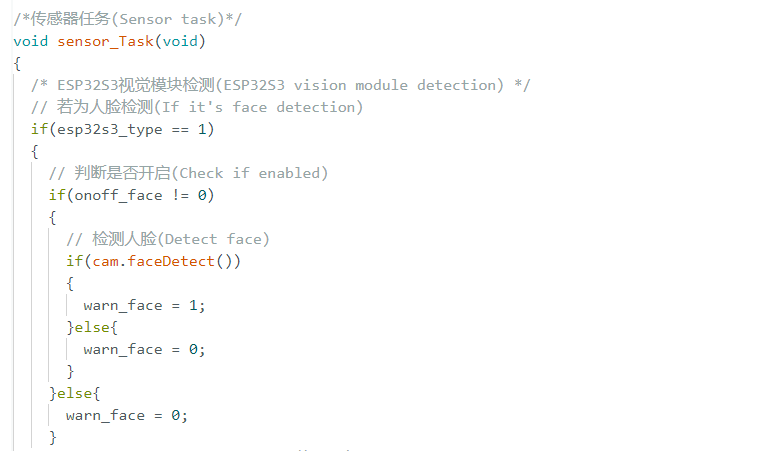 /*传感器任务(Sensor task)*/
void sensor_Task(void)
{
/* ESP32S3视觉模块检测(ESP32S3 vision module detection) */
// 若为人脸检测(If it's face detection)
if(esp32s3_type == 1)
{
// 判断是否开启(Check if enabled)
if(onoff_face != 0)
{
// 检测人脸(Detect face)
if(cam.faceDetect())
{
warn_face = 1;
}else{
warn_face = 0;
}
}else{
warn_face = 0;
}